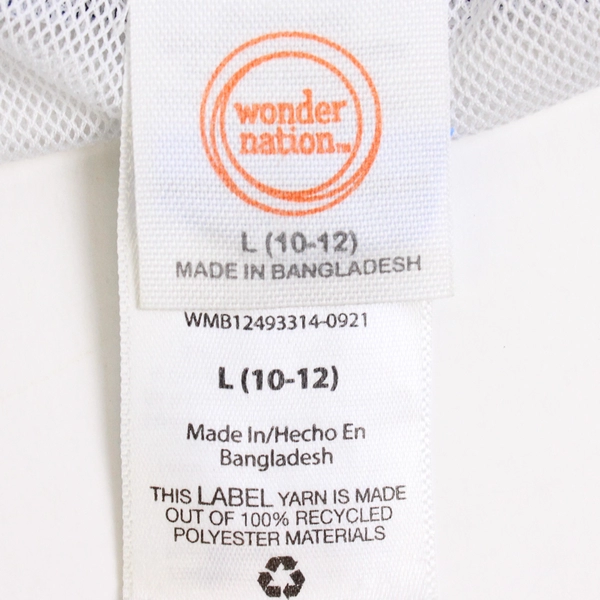 wonder
nation™
L (10-12)
MADE IN BANGLADESH
WMB12493314-0921
L (10-12)
Made In/Hecho En
Bangladesh
THIS LABEL YARN IS MADE
OUT OF 100% RECYCLED
POLYESTER MATERIALS